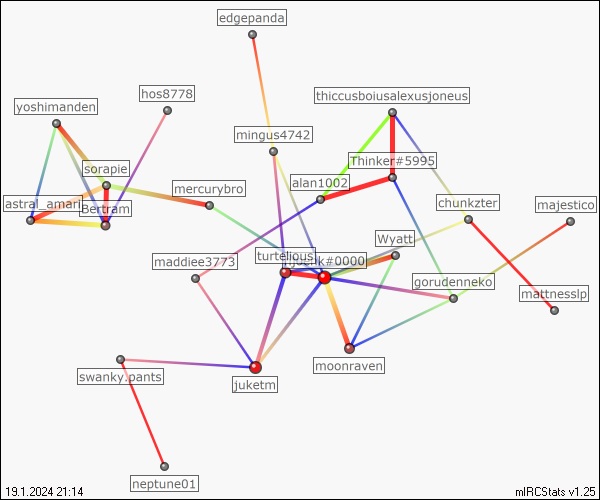 edgepanda
hos8778
thiccusboiusalexusjoneus
yoshimanden
mingus4742
Thinker#5995
sorapie
alan1002
mercurybro
astral_amari
Bertram
chunkzter
majestico
Wyatt
turtelious
#0000
maddiee3773
gorudenneko
mattnesslp
moonraven
swanky.pants
juketm
neptune01
19.1.2024 21:14
mIRCStats v1.25